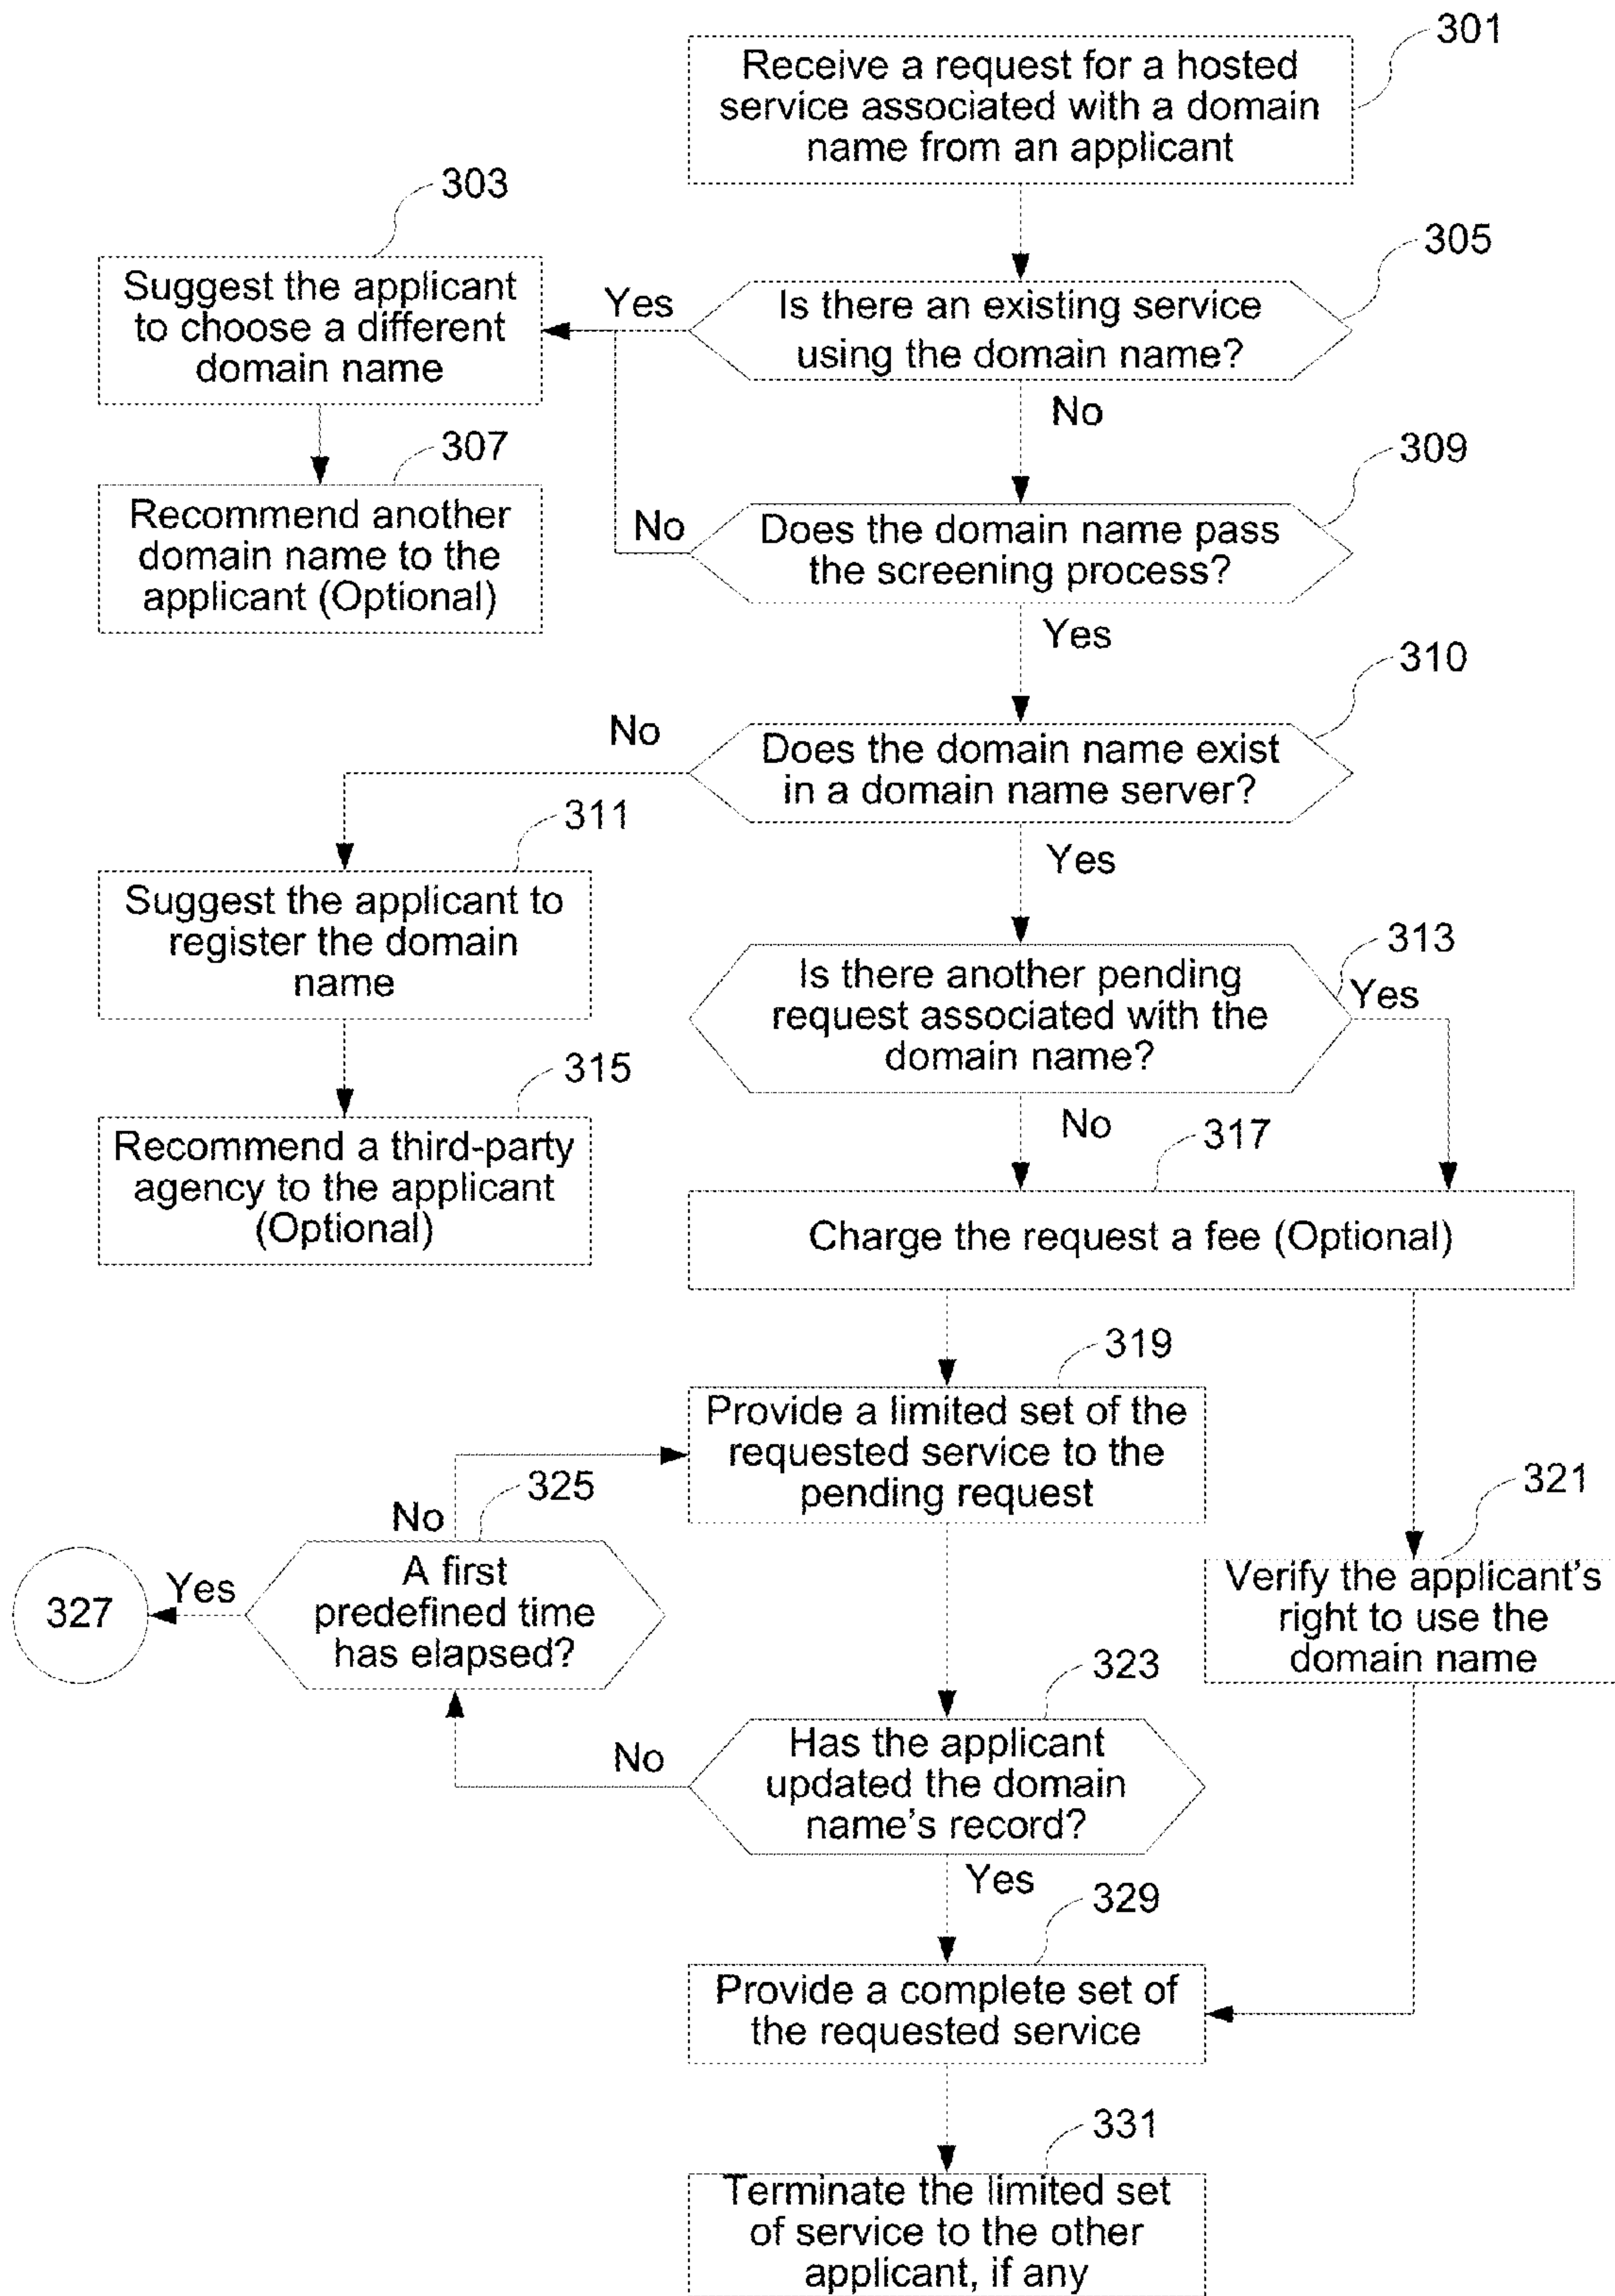 301
Receive a request for a hosted
service associated with a domain
name from an applicant
303
305
Suggest the applicant
to choose a different
domain name
Yes
Is there an existing service
using the domain name?
No
307
309
Recommend another
domain name to the
applicant (Optional)
No
Does the domain name pass
the screening process?
Yes
310
No
Does the domain name exist
in a domain name server?
311
Yes
Suggest the applicant to
register the domain
name
313
Is there another pending
request associated with the
domain name?
Yes
315
No
317
Recommend a third-party
agency to the applicant
(Optional)
Charge the request a fee (Optional)
319
Provide a limited set of the
requested service to the
pending request
325
No
321
327
Yes
A first
predefined time
has elapsed?
Verify the applicant's
right to use the
domain name
323
No
Has the applicant
updated the domain
name's record?
Yes
329
Provide a complete set of
the requested service
331
Terminate the limited set
of service to the other
applicant, if any